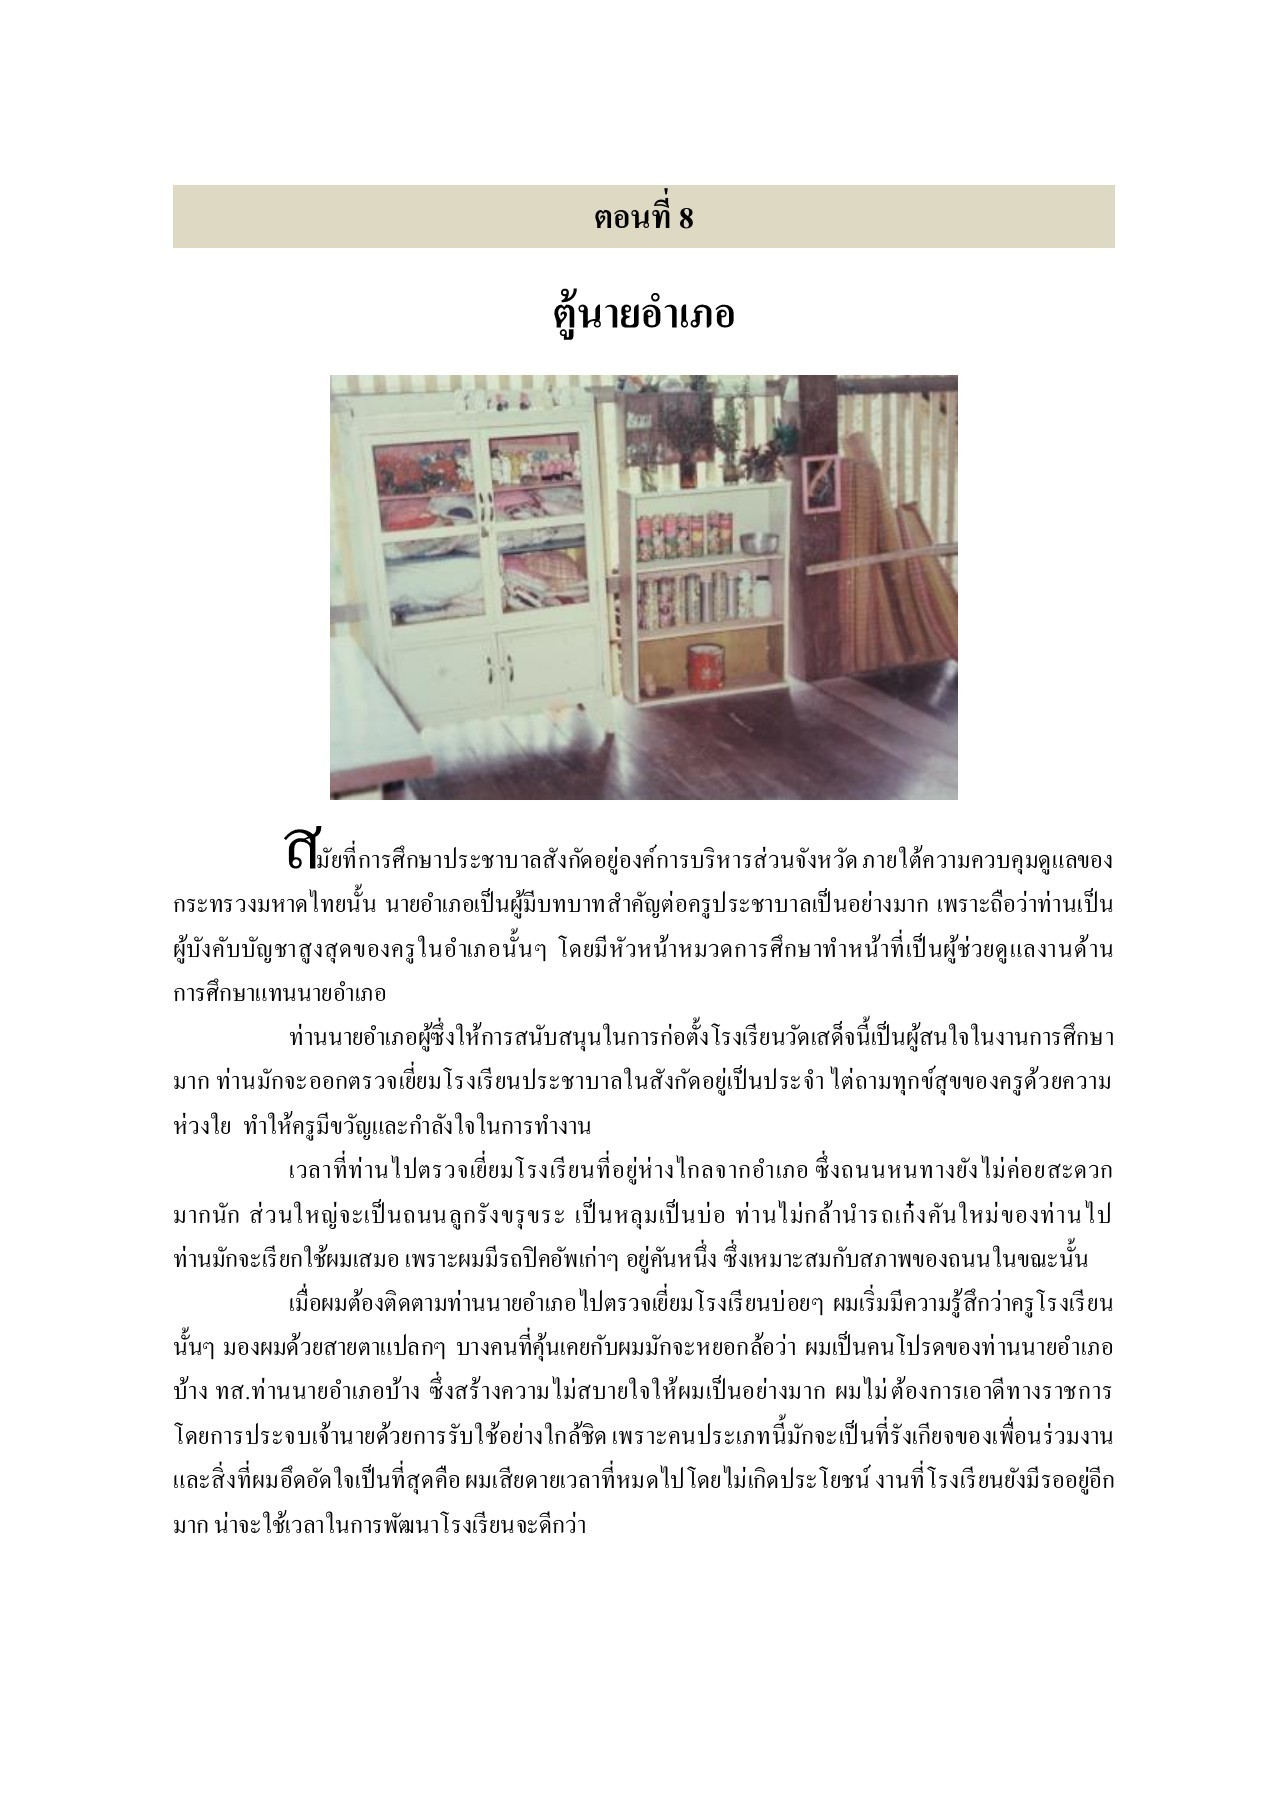 ตอนที่ 8
ตู้นายอำเภอ
สมัยที่การศึกษาประชาบาลสังกัดอยู่องค์การบริหารส่วนจังหวัด ภายใต้ความควบคุมดูแลของ
กระทรวงมหาดไทยนั้น นายอำเภอเป็นผู้มีบทบาทสำคัญต่อครูประชาบาลเป็นอย่างมาก เพราะถือว่าท่านเป็น
ผู้บังคับบัญชาสูงสุดของครูในอำเภอนั้นๆ โดยมีหัวหน้าหมวดการศึกษาทำหน้าที่เป็นผู้ช่วยดูแลงานด้าน
การศึกษาแทนนายอำเภอ
ท่านนายอำเภอผู้ซึ่งให้การสนับสนุนในการก่อตั้งโรงเรียนวัดเสด็จนี้เป็นผู้สนใจในงานการศึกษา
มาก ท่านมักจะออกตรวจเยี่ยมโรงเรียนประชาบาลในสังกัดอยู่เป็นประจำ ไต่ถามทุกข์สุขของครูด้วยความ
ห่วงใย ทำให้ครูมีขวัญและกำลังใจในการทำงาน
เวลาที่ท่านไปตรวจเยี่ยมโรงเรียนที่อยู่ห่างไกลจากอำเภอ ซึ่งถนนหนทางยังไม่ค่อยสะดวก
มากนัก ส่วนใหญ่จะเป็นถนนลูกรังขรุขระ เป็นหลุมเป็นบ่อ ท่านไม่กล้านำรถเก๋งคันใหม่ของท่านไป
ท่านมักจะเรียกใช้ผมเสมอ เพราะผมมีรถปิคอัพเก่าๆ อยู่คันหนึ่ง ซึ่งเหมาะสมกับสภาพของถนนในขณะนั้น
เมื่อผมต้องติดตามท่านนายอำเภอไปตรวจเยี่ยมโรงเรียนบ่อยๆ ผมเริ่มมีความรู้สึกว่าครูโรงเรียน
นั้นๆ มองผมด้วยสายตาแปลกๆ บางคนที่คุ้นเคยกับผมมักจะหยอกล้อว่า ผมเป็นคนโปรดของท่านนายอำเภอ
บ้าง ทส.ท่านนายอำเภอบ้าง ซึ่งสร้างความไม่สบายใจให้ผมเป็นอย่างมาก ผมไม่ต้องการเอาดีทางราชการ
โดยการประจบเจ้านายด้วยการรับใช้อย่างใกล้ชิด เพราะคนประเภทนี้มักจะเป็นที่รังเกียจของเพื่อนร่วมงาน
และสิ่งที่ผมอึดอัดใจเป็นที่สุดคือ ผมเสียดายเวลาที่หมดไปโดยไม่เกิดประโยชน์ งานที่โรงเรียนยังมีรออยู่อีก
มาก น่าจะใช้เวลาในการพัฒนาโรงเรียนจะดีกว่า